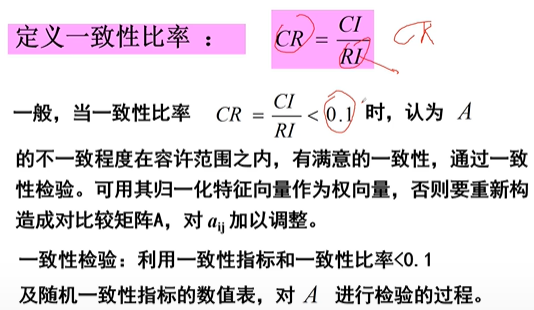 定义一致性比率 ： CR = CI / RI CR
一般，当一致性比率 CR = CI / RI < 0.1 时，认为 A
的不一致程度在容许范围之内，有满意的一致性，通过一致
性检验。可用其归一化特征向量作为权向量，否则要重新构
造成对比较矩阵A，对 aij 加以调整。
一致性检验：利用一致性指标和一致性比率<0.1
及随机一致性指标的数值表，对 A 进行检验的过程。